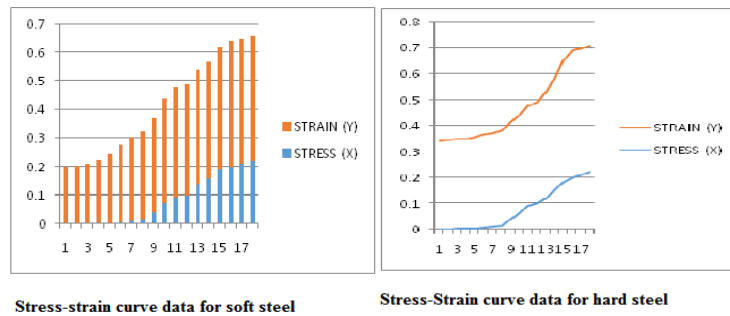 0.7
0.6
0.5
0.4
0.3
0.2
0.1
0
1 3 5 7 9 11 13 15 17
STRAIN (Y)
STRESS (X)
Stress-strain curve data for soft steel
0.8
0.7
0.6
0.5
0.4
0.3
0.2
0.1
0
1 3 5 7 9 11 11 13 15 17
STRAIN (Y)
STRESS (X)
Stress-Strain curve data for hard steel